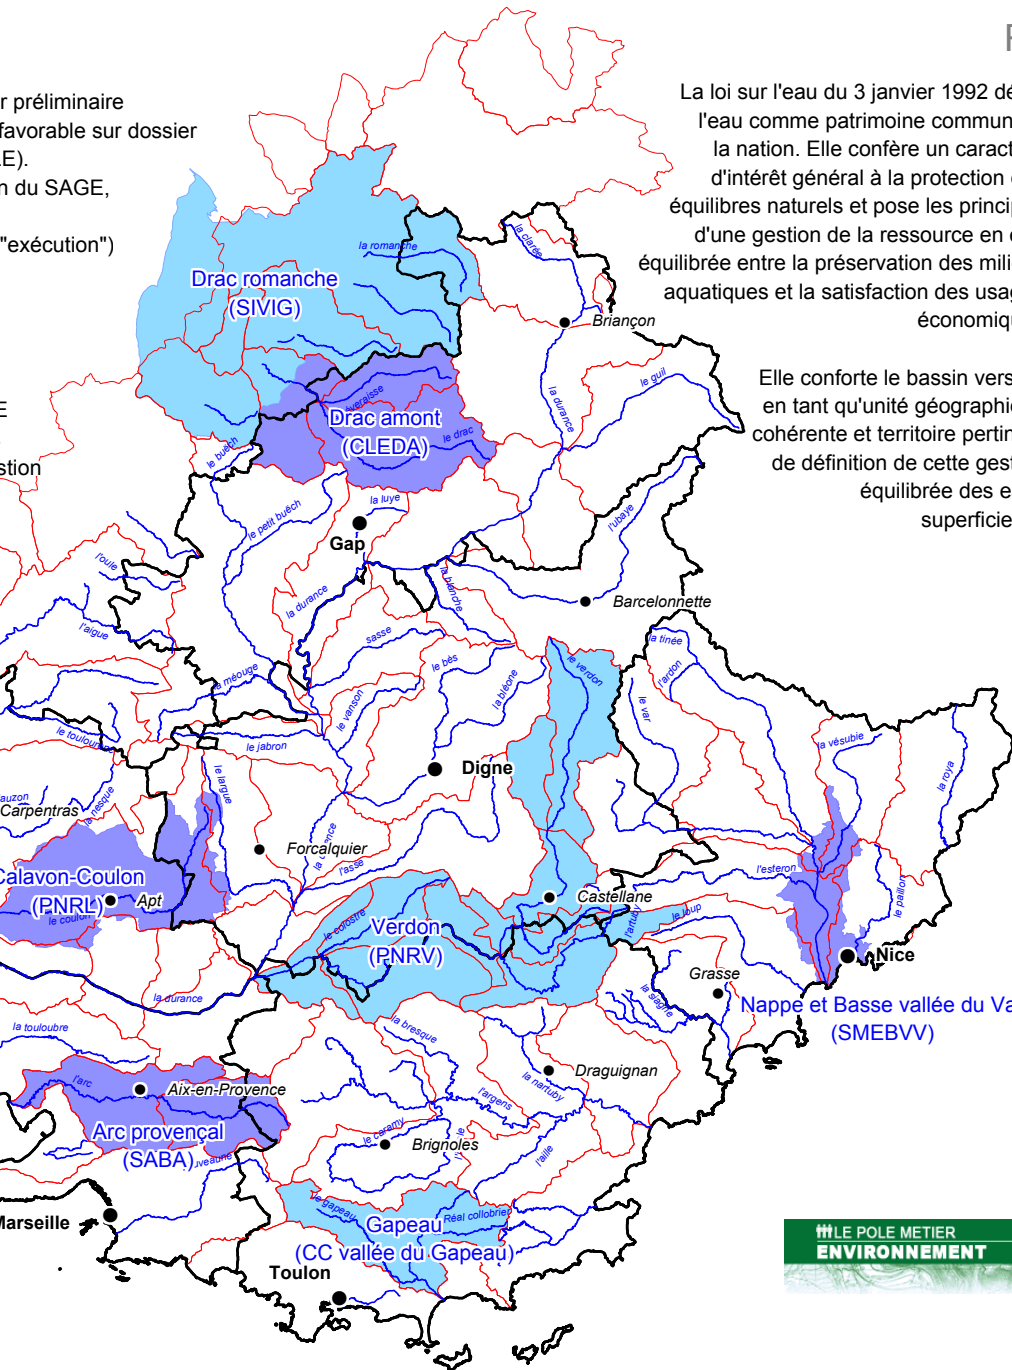 P
r préliminaire
favorable sur dossier
LE).
n du SAGE,
"exécution")
E
stion
La loi sur l'eau du 3 janvier 1992 dé
l'eau comme patrimoine commun
la nation. Elle confère un caract
d'intérêt général à la protection
équilibres naturels et pose les princip
d'une gestion de la ressource en e
équilibrée entre la préservation des mili
aquatiques et la satisfaction des usag
économiqu
Elle conforte le bassin vers
en tant qu'unité géographi
cohérente et territoire pertin
de définition de cette gest
équilibrée des e
superficie
la romanche
la clarée
Drac romanche
(SIVIG)
Briançon
la durance
le guil
Drac amont
(CLEDA)
le drac
le buëch
le petit buëch
la luye
Gap
l'ubaye
l'oule
la durance
la blanche
Barcelonnette
l'aigue
sasse
le bès
la bléone
le vanson
la méouge
le verdon
la tinée
l'ardon
le var
la vésubie
la roya
le jabron
le largue
Digne
la nesque
Carpentras
Forcalquier
l'asse
Calavon-Coulon
(PNRL)
Apt
le coulon
l'esteron
le paillon
Castellane
l'artuby
le loup
le colostre
Verdon
(PNRV)
Nice
Grasse
la siagne
Nappe et Basse vallée du Va
(SMEBVV)
la durance
la touloubre
la bresque
Draguignan
la nartuby
l'argens
l'arc
Aix-en-Provence
Arc provençal
(SABA)
le caramy
Brignoles
l'aille
Marseille
le gapeau
Réal collobrier
Gapeau
(CC vallée du Gapeau)
Toulon
LE POLE METIER
ENVIRONNEMENT